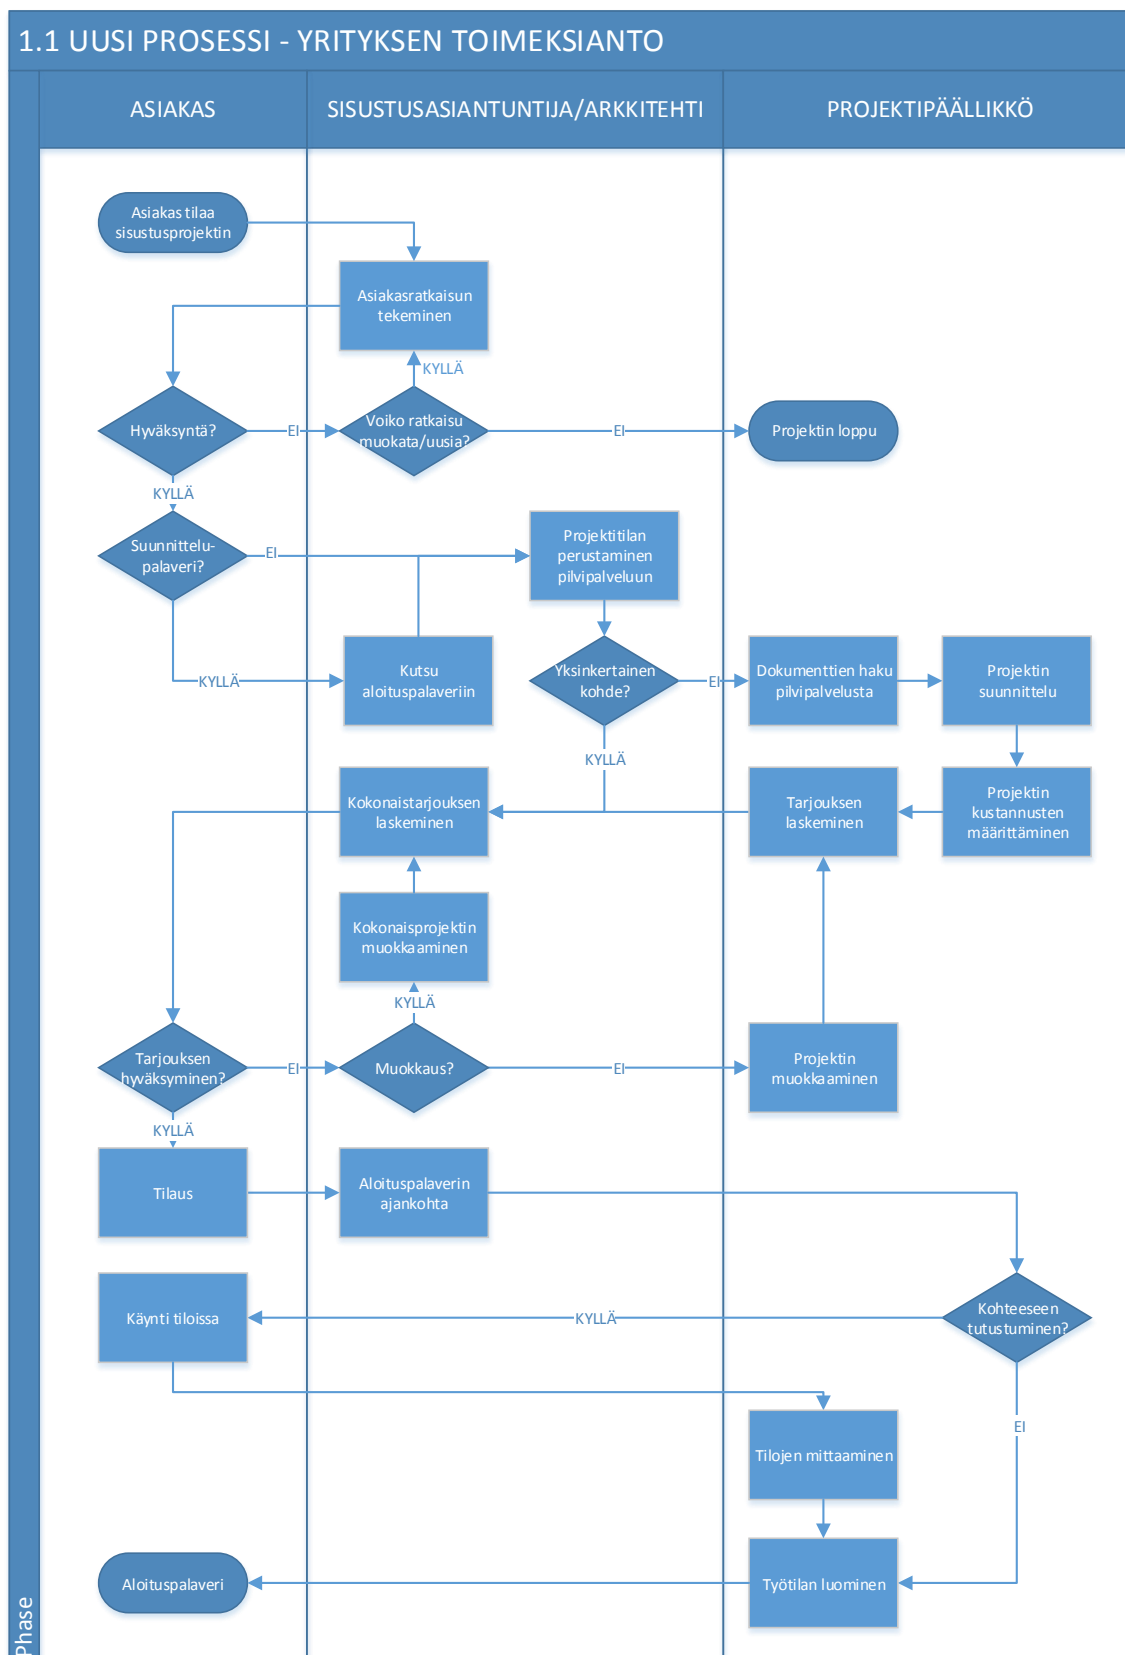 1.1 UUSI PROSESSI - YRITYKSEN TOIMEKSIANTO
ASIAKAS
SISUSTUSASIANTUNTIJA/ARKKITEHTI
PROJEKTIPÄÄLLIKKÖ
Asiakas tilaa
sisustusprojektin
Asiakasratkaisun
tekeminen
KYLLÄ
Hyväksyntä?
EI
Voiko ratkaisu
muokata/uusia?
EI
Projektin loppu
KYLLÄ
Suunnittelu-
palaveri?
EI
Projektitilan
perustaminen
pilvipalveluun
KYLLÄ
Kutsu
aloituspalaveriin
Yksinkertainen
kohde?
EI
Dokumenttien haku
pilvipalvelusta
Projektin
suunnittelu
KYLLÄ
Kokonaistarjouksen
laskeminen
Tarjouksen
laskeminen
Projektin
kustannusten
määrittäminen
Kokonaisprojektin
muokkaaminen
KYLLÄ
Tarjouksen
hyväksyminen?
EI
Muokkaus?
EI
Projektin
muokkaaminen
KYLLÄ
Tilaus
Aloituspalaverin
ajankohta
Käynti tiloissa
KYLLÄ
Kohteeseen
tutustuminen?
EI
Tilojen mittaaminen
Aloituspalaveri
Työtilan luominen
Phase